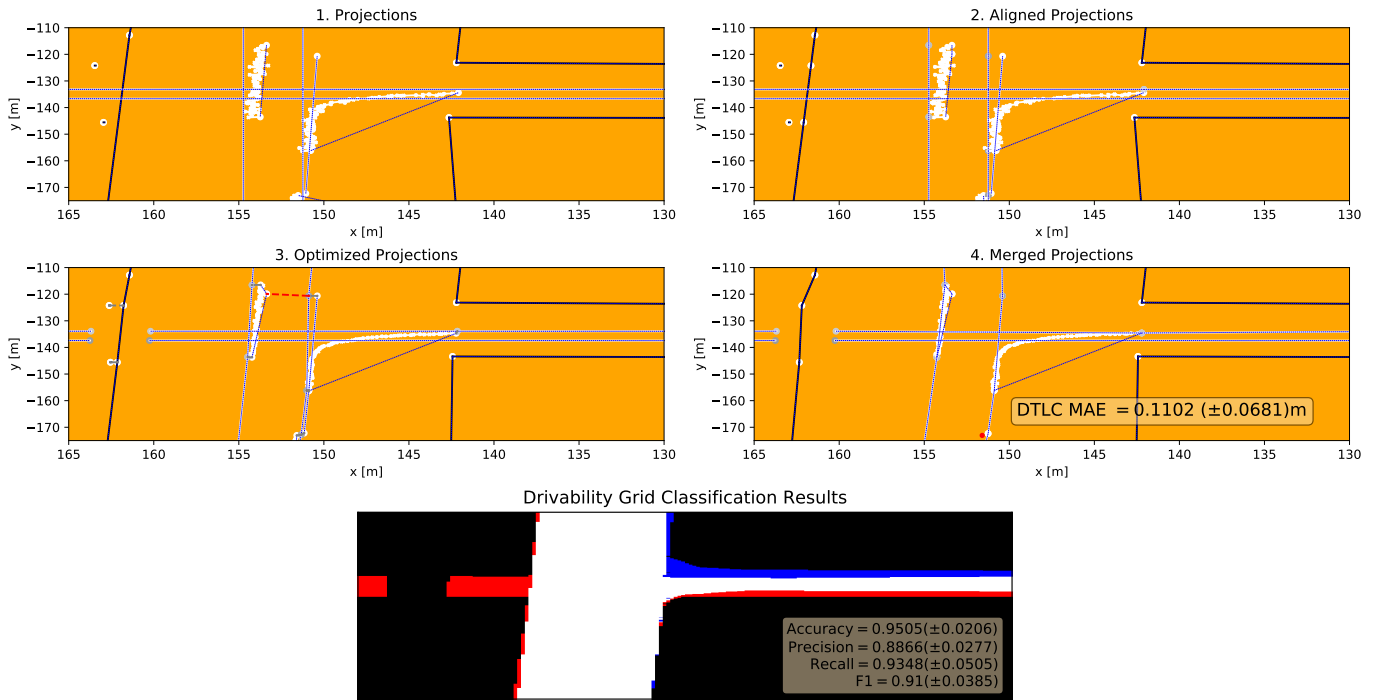 1. Projections
2. Aligned Projections
−110
−120
−130
−140
−150
−160
−170
y [m]
165 160 155 150 145 140 135 130
x [m]
−110
−120
−130
−140
−150
−160
−170
y [m]
165 160 155 150 145 140 135 130
x [m]
3. Optimized Projections
4. Merged Projections
−110
−120
−130
−140
−150
−160
−170
y [m]
165 160 155 150 145 140 135 130
x [m]
−110
−120
−130
−140
−150
−160
−170
y [m]
DTLC MAE = 0.1102 (±0.0681)m
165 160 155 150 145 140 135 130
x [m]
Drivability Grid Classification Results
Accuracy = 0.9505(±0.0206)
Precision = 0.8866(±0.0277)
Recall = 0.9348(±0.0505)
F1 = 0.91(±0.0385)